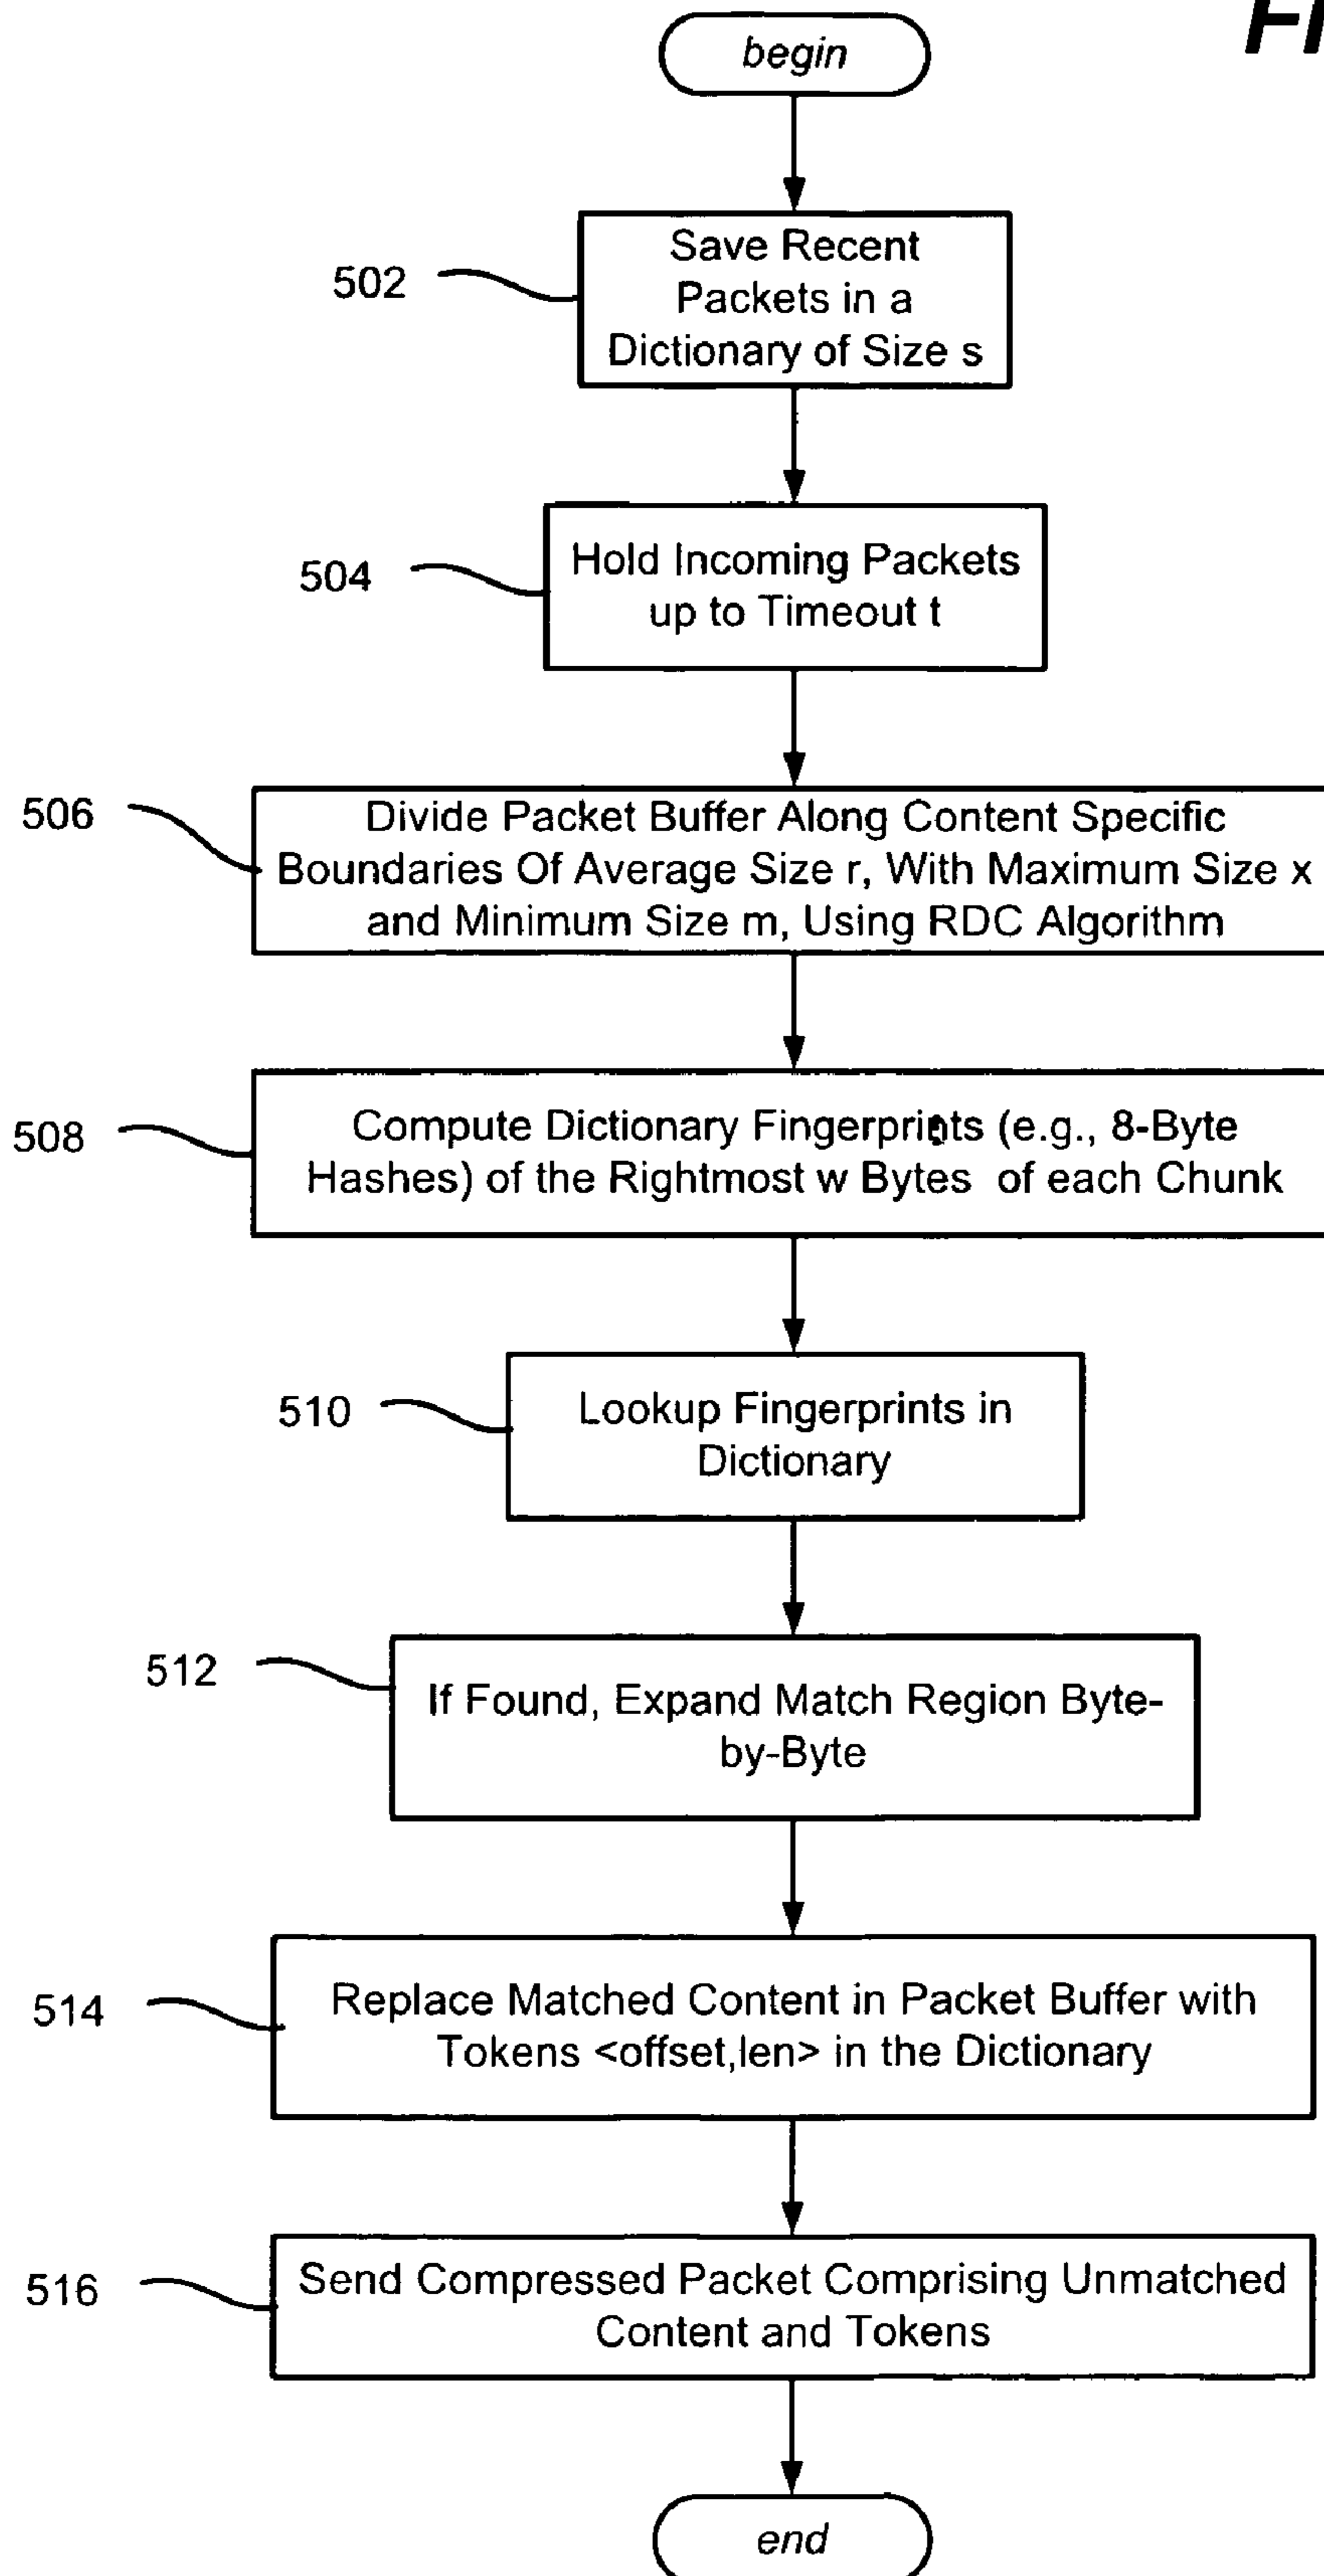 begin
502
Save Recent
Packets in a
Dictionary of Size s
504
Hold Incoming Packets
up to Timeout t
506
Divide Packet Buffer Along Content Specific
Boundaries Of Average Size r, With Maximum Size x
and Minimum Size m, Using RDC Algorithm
508
Compute Dictionary Fingerprints (e.g., 8-Byte
Hashes) of the Rightmost w Bytes of each Chunk
510
Lookup Fingerprints in
Dictionary
512
If Found, Expand Match Region Byte-
by-Byte
514
Replace Matched Content in Packet Buffer with
Tokens <offset,len> in the Dictionary
516
Send Compressed Packet Comprising Unmatched
Content and Tokens
end